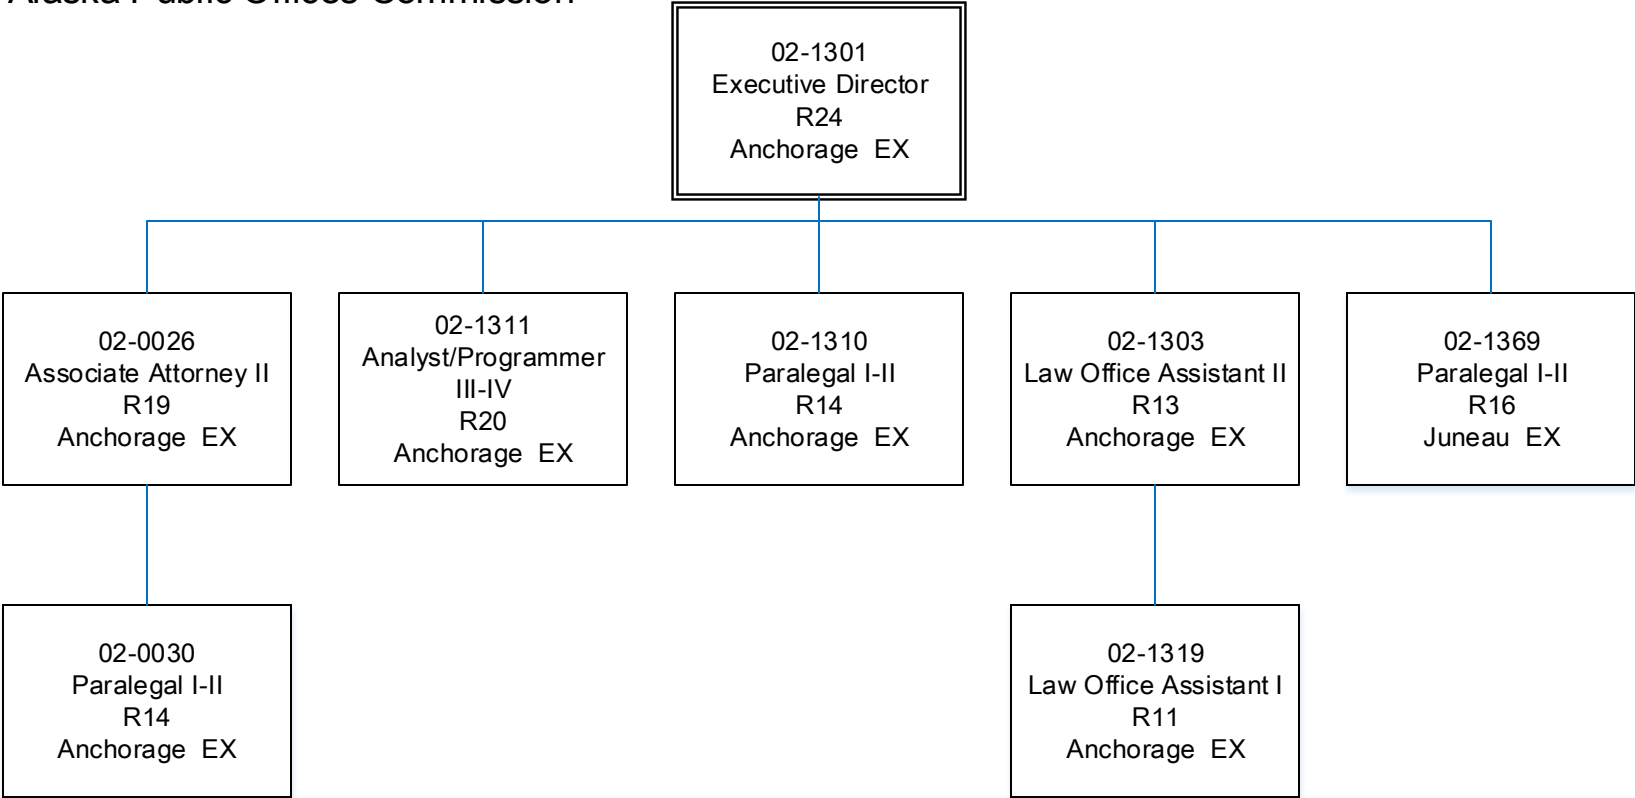 Alaska Public Offices Commission
02-1301
Executive Director
R24
Anchorage EX
02-0026
Associate Attorney II
R19
Anchorage EX
02-1311
Analyst/Programmer
III-IV
R20
Anchorage EX
02-1310
Paralegal I-II
R14
Anchorage EX
02-1303
Law Office Assistant II
R13
Anchorage EX
02-1369
Paralegal I-II
R16
Juneau EX
02-0030
Paralegal I-II
R14
Anchorage EX
02-1319
Law Office Assistant I
R11
Anchorage EX